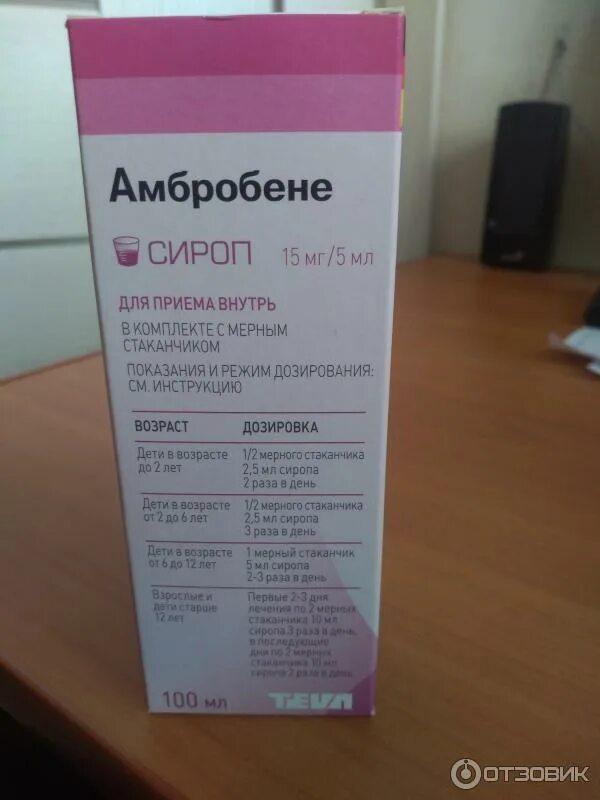 Амбробене
СИРОП 15 мг/5 мл
ДЛЯ ПРИЕМА ВНУТРЬ
В КОМПЛЕКТЕ С МЕРНЫМ
СТАКАНЧИКОМ
ПОКАЗАНИЯ И РЕЖИМ ДОЗИРОВАНИЯ:
СМ. ИНСТРУКЦИЮ
ВОЗРАСТ ДОЗИРОВКА
Дети в возрасте
до 2 лет
1/2 мерного стаканчика
2,5 мл сиропа
2 раза в день
Дети в возрасте
от 2 до 6 лет
1/2 мерного стаканчика
2,5 мл сиропа
3 раза в день
Дети в возрасте
от 6 до 12 лет
1 мерный стаканчик
5 мл сиропа
2-3 раза в день
Взрослые и
дети старше
12 лет
Первые 2-3 дня
лечения по 2 мерных
стаканчика 10 мл
сиропа 3 раза в день,
в последующие
дни по 2 мерных
стаканчика 10 мл
сиропа 2 раза в день
100 мл TEVA
ОТЗОВИК